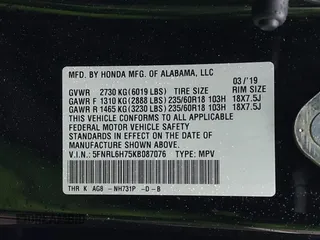 MFD. BY HONDA MFG. OF ALABAMA, LLC
03/'19
GVWR 2730 KG(6019 LBS) TIRE SIZE RIM SIZE
GAWR F 1310 KG(2888 LBS)235/60R18 103H 18X7.5J
GAWR R 1465 KG(3230 LBS)235/60R18 103H 18X7.5J
THIS VEHICLE CONFORMS TO ALL APPLICABLE
FEDERAL MOTOR VEHICLE SAFETY AND THEFT
PREVENTION STANDARDS IN EFFECT ON THE DATE
OF MANUFACTURE SHOWN ABOVE.
V.I.N.: 5FNRL6H75KB087076 TYPE: MPV
THR K AG8 -NH731P -D-B